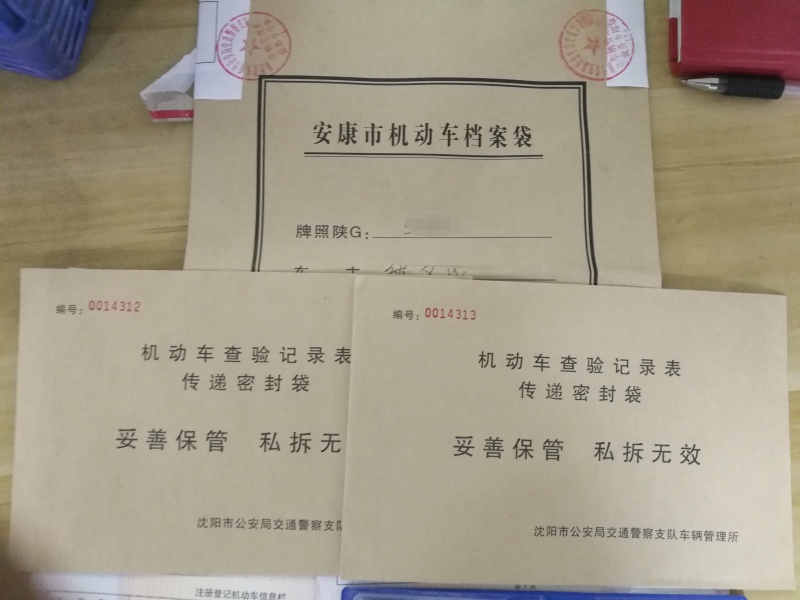 安康市机动车档案袋
牌照陕G:
车 主
编号: 0014312
机动车查验记录表
传递密封袋
妥善保管 私拆无
沈阳市公安局交通警察支队
编号: 0014313
机动车查验记录表
传递密封袋
妥善保管 私拆无效
沈阳市公安局交通警察支队车辆管理所
注册登记机动车信息栏